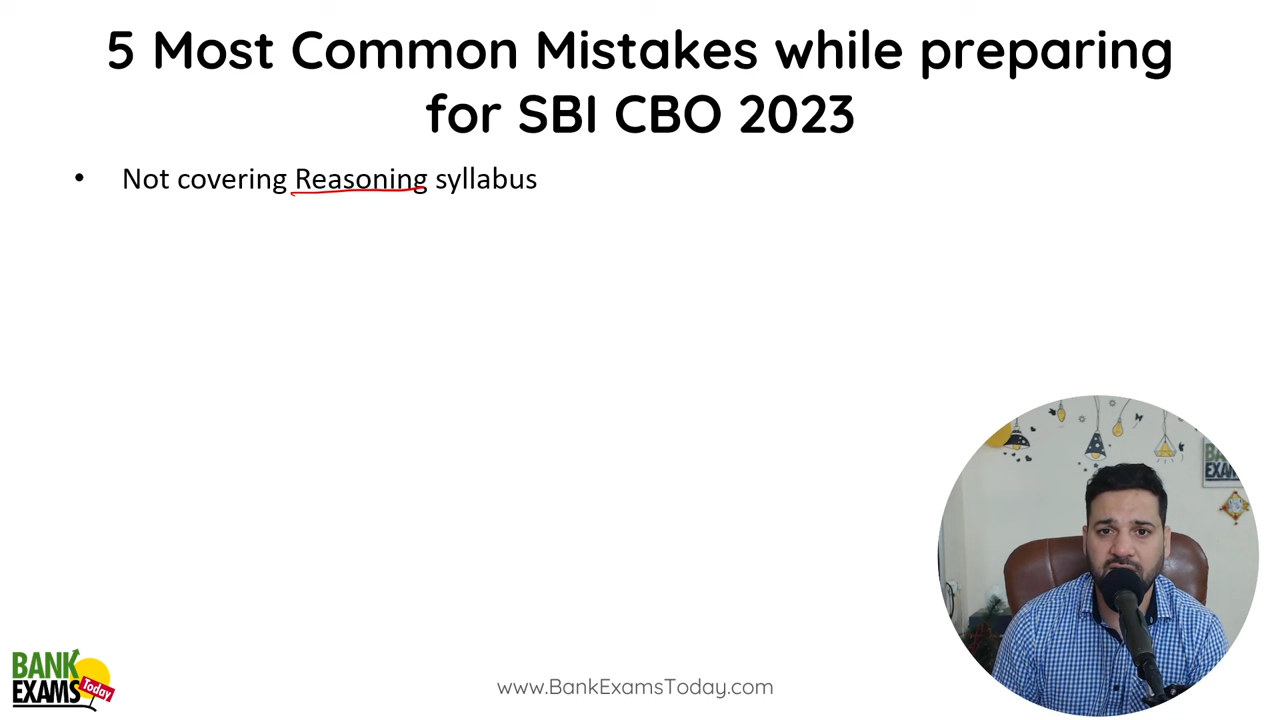 5 Most Common Mistakes while preparing
for SBI CBO 2023
• Not covering Reasoning syllabus
BANK
EXAMS
Today
www.BankExamsToday.com